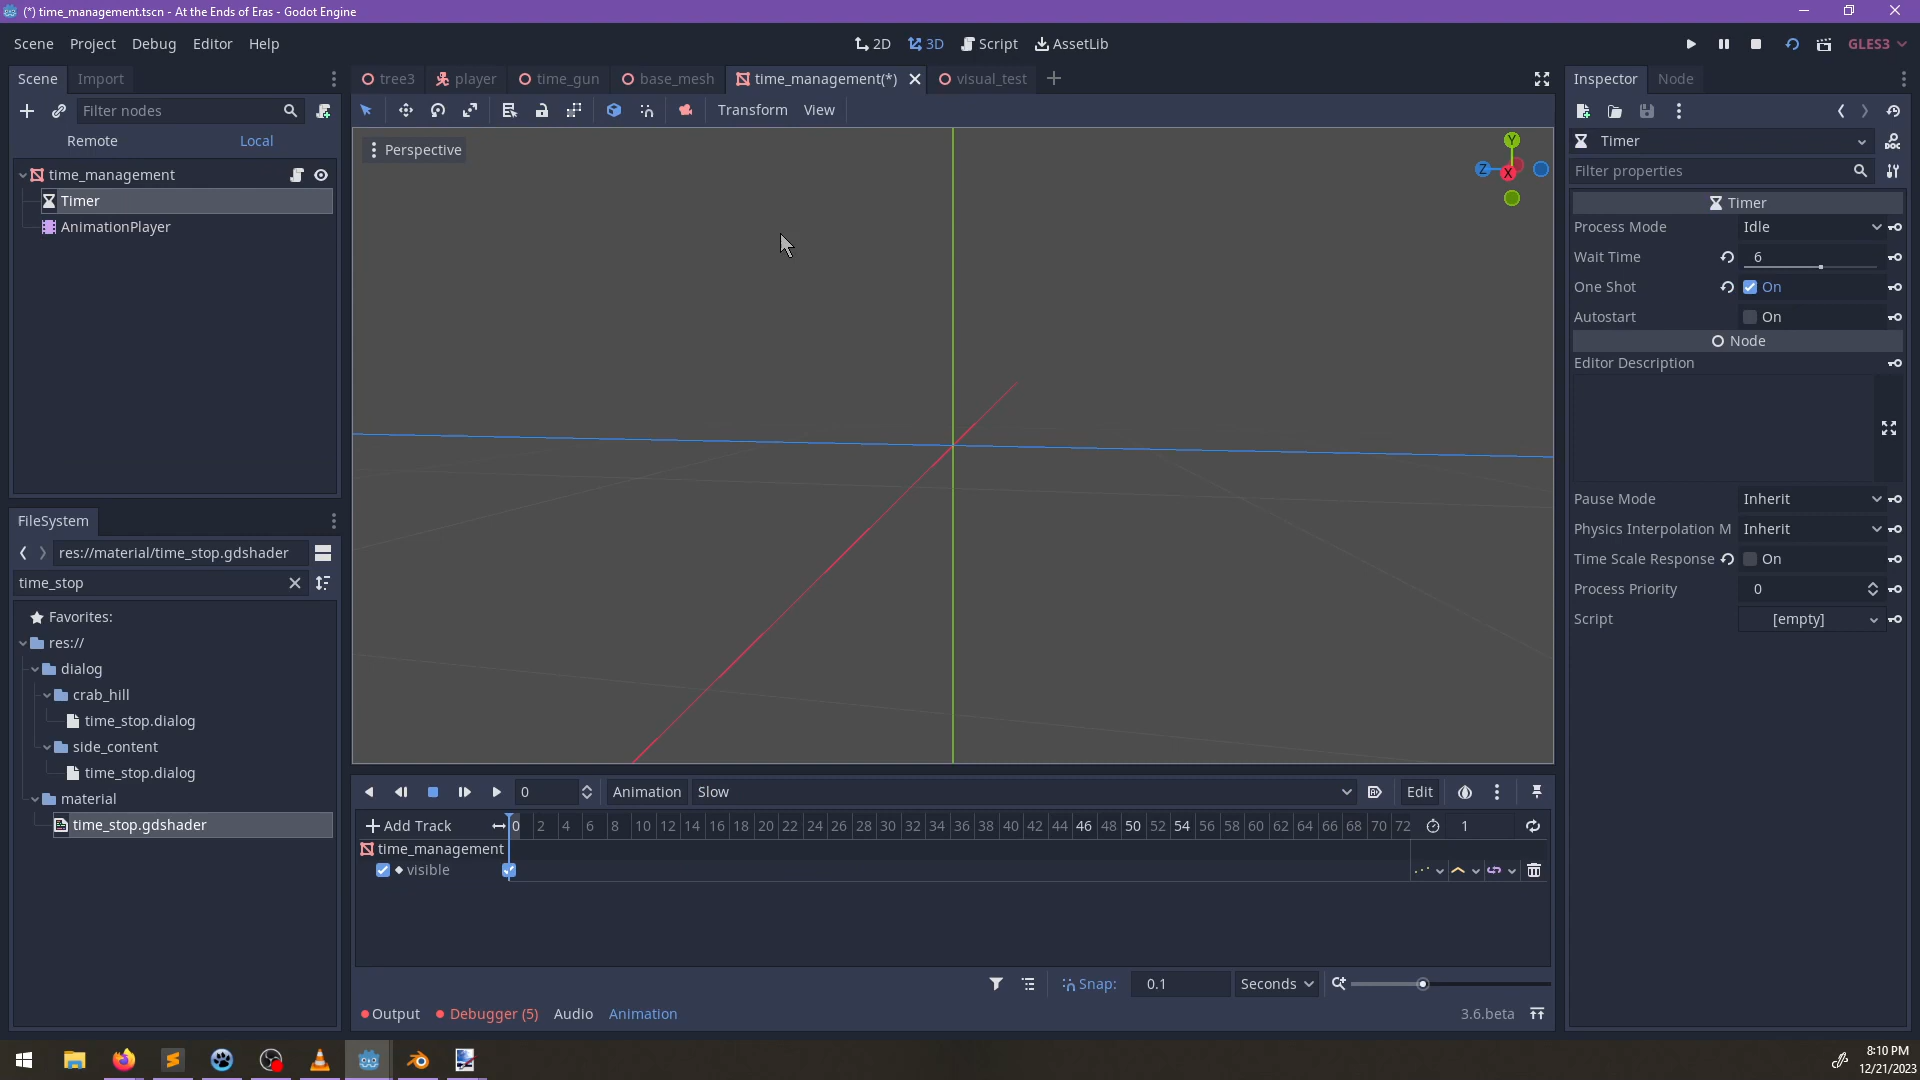 (*) time_management.tscn - At the Ends of Eras - Godot Engine
Scene Project Debug Editor Help
2D 3D Script AssetLib
GLES3
Scene Import
tree3 player time_gun base_mesh time_management(*) visual_test
Inspector Node
Filter nodes
Transform View
Remote Local
Perspective
time_management
Timer
AnimationPlayer
Y
Z
X
Timer
Filter properties
Timer
Process Mode Idle
Wait Time 6
One Shot On
Autostart On
Node
Editor Description
Pause Mode Inherit
Physics Interpolation M Inherit
Time Scale Response On
Process Priority 0
Script [empty]
FileSystem
res://material/time_stop.gdshader
time_stop
Favorites:
res://
dialog
crab_hill
time_stop.dialog
side_content
time_stop.dialog
material
time_stop.gdshader
0 Animation Slow Edit
Add Track 0 2 4 6 8 10 12 14 16 18 20 22 24 26 28 30 32 34 36 38 40 42 44 46 48 50 52 54 56 58 60 62 64 66 68 70 72 1
time_management
visible
Snap: 0.1 Seconds
Output Debugger (5) Audio Animation 3.6.beta
8:10 PM
12/21/2023